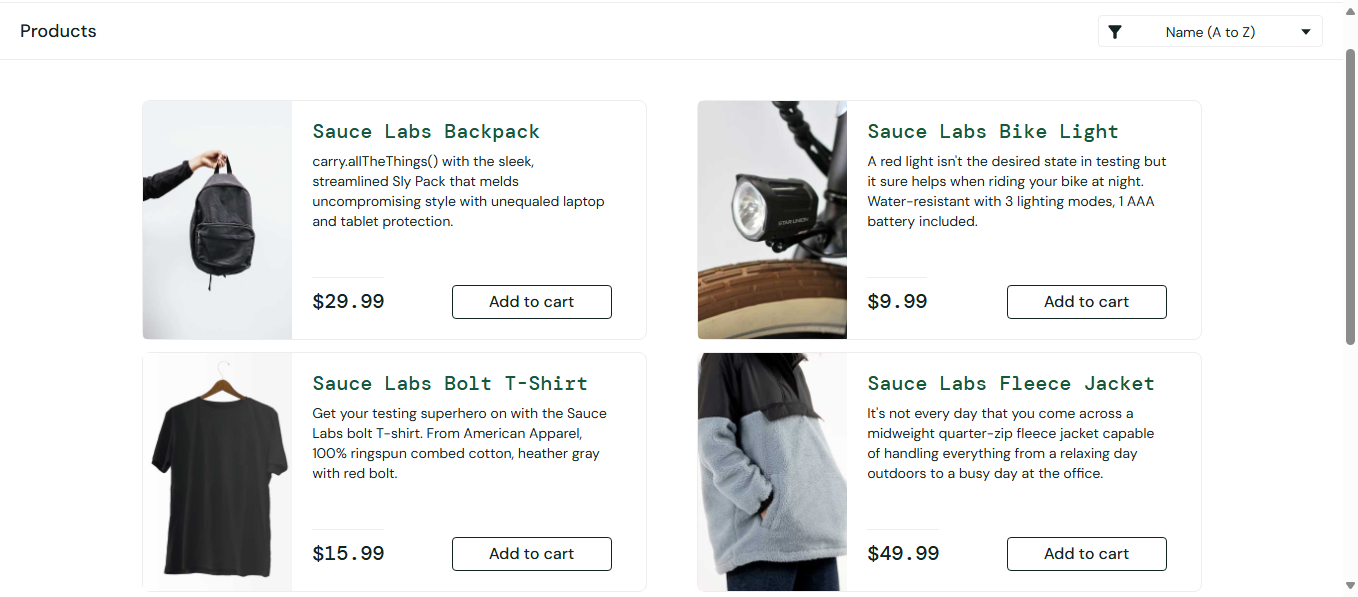 Products
Name (A to Z)
Sauce Labs Backpack
carry.allTheThings() with the sleek,
streamlined Sly Pack that melds
uncompromising style with unequaled laptop
and tablet protection.
$29.99
Add to cart
Sauce Labs Bike Light
A red light isn't the desired state in testing but
it sure helps when riding your bike at night.
Water-resistant with 3 lighting modes, 1 AAA
battery included.
STAR UNION
$9.99
Add to cart
Sauce Labs Bolt T-Shirt
Get your testing superhero on with the Sauce
Labs bolt T-shirt. From American Apparel,
100% ringspun combed cotton, heather gray
with red bolt.
$15.99
Add to cart
Sauce Labs Fleece Jacket
It's not every day that you come across a
midweight quarter-zip fleece jacket capable
of handling everything from a relaxing day
outdoors to a busy day at the office.
$49.99
Add to cart